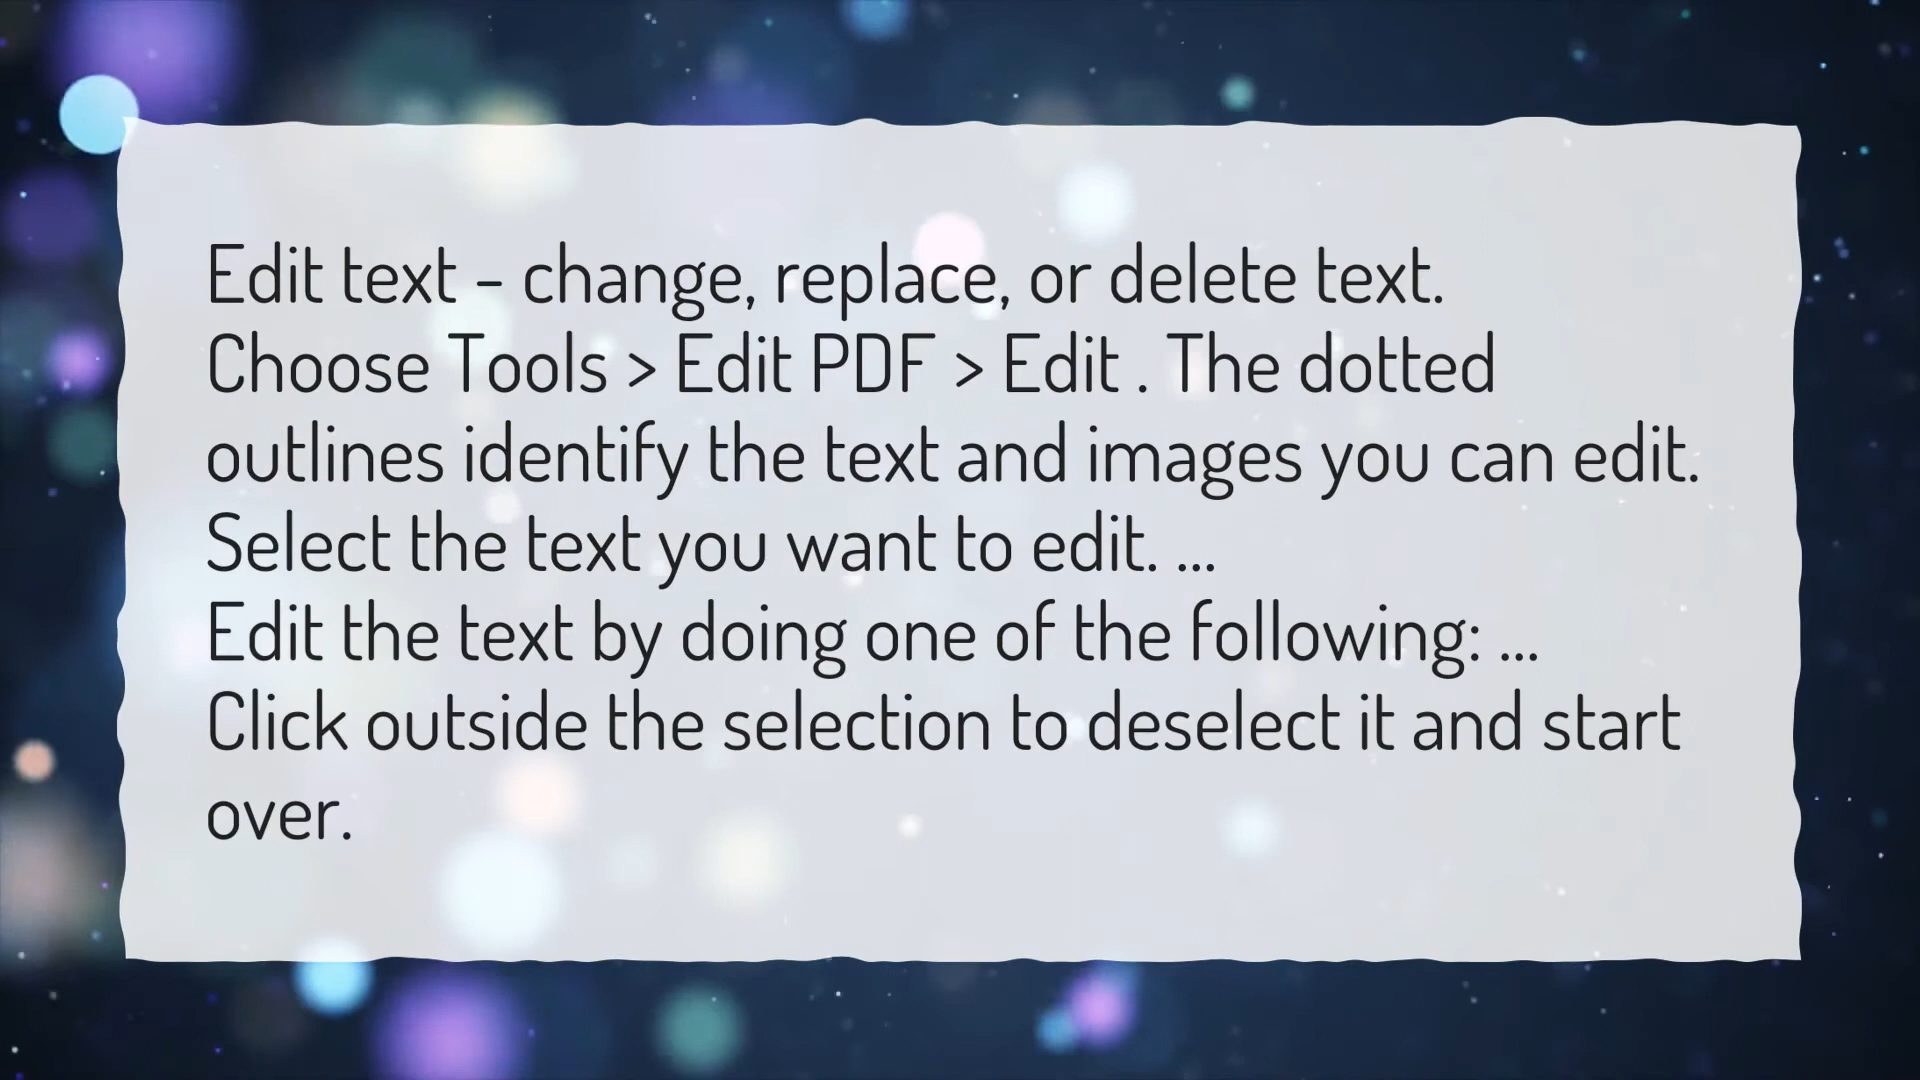 Edit text - change, replace, or delete text.
Choose Tools > Edit PDF > Edit . The dotted
outlines identify the text and images you can edit.
Select the text you want to edit. ...
Edit the text by doing one of the following: ...
Click outside the selection to deselect it and start
over.